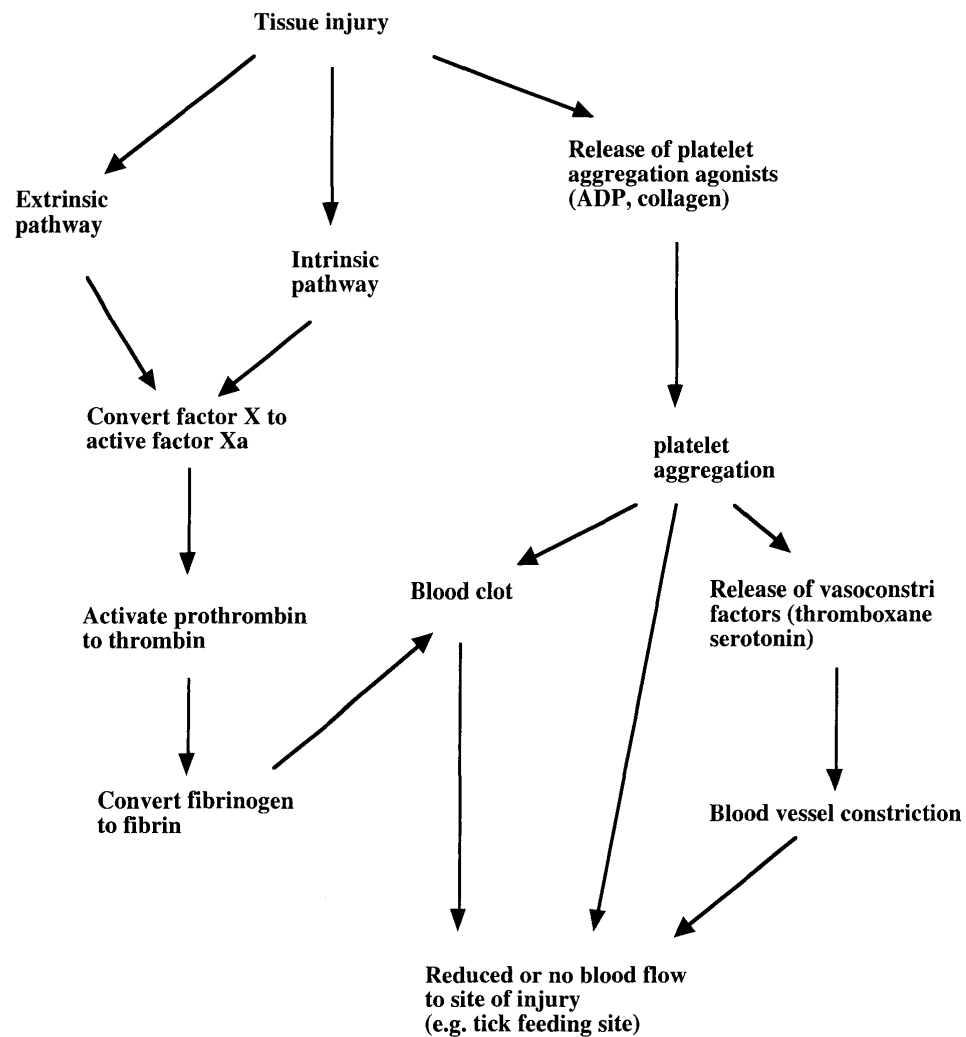 Tissue injury
Release of platelet
aggregation agonists
(ADP, collagen)
Extrinsic
pathway
Intrinsic
pathway
Convert factor X to
active factor Xa
platelet
aggregation
Blood clot
Release of vasoconstri
factors (thromboxane
serotonin)
Activate prothrombin
to thrombin
Convert fibrinogen
to fibrin
Blood vessel constriction
Reduced or no blood flow
to site of injury
(e.g. tick feeding site)